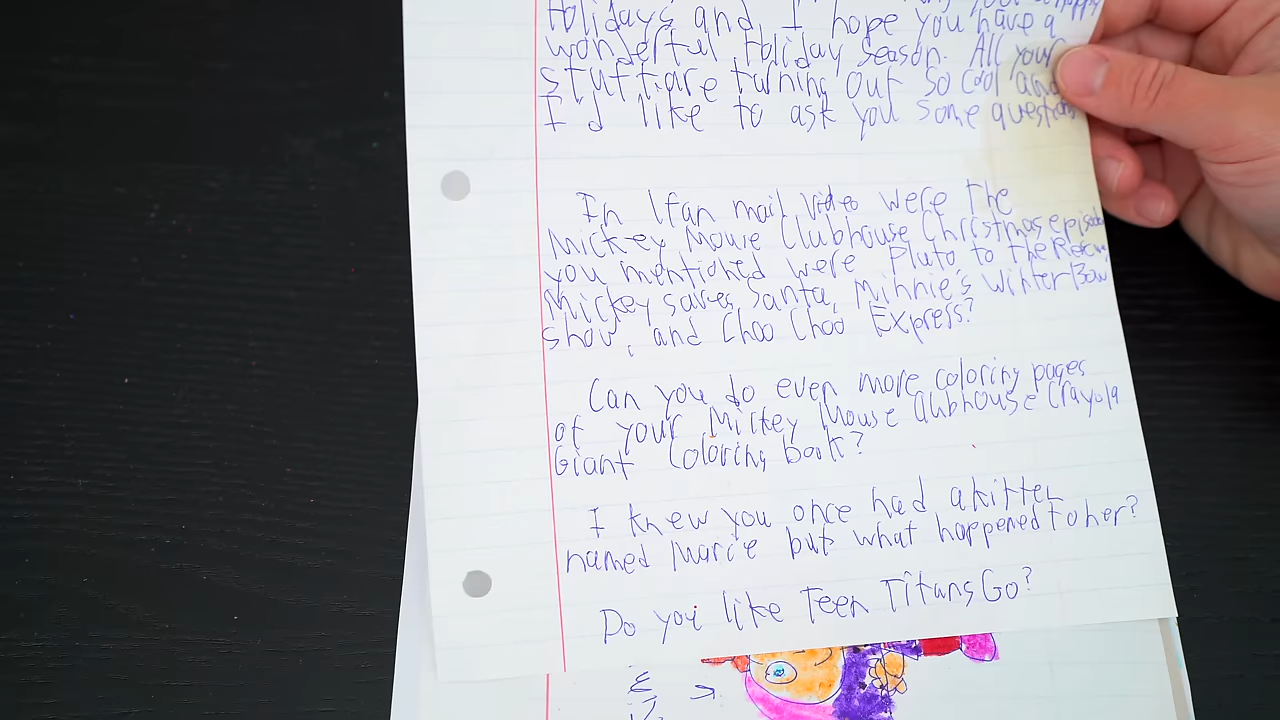 Holidays and, I hope you have a
wonderful Holiday Season. All your
stuff are turning out so cool and
I'd like to ask you some questions
In 1 fan mail video were the
Mickey Mouse Clubhouse Christmas episode
you mentioned were Pluto to the Rescue,
Mickey saves Santa, Minnie's Winter Bow
show, and Choo Choo Express?
Can you do even more coloring pages
of your Mickey Mouse Clubhouse Crayola
Giant Coloring book?
I knew you once had a kitten
named Marcie but what happened to her?
Do you like Teen Titans Go?